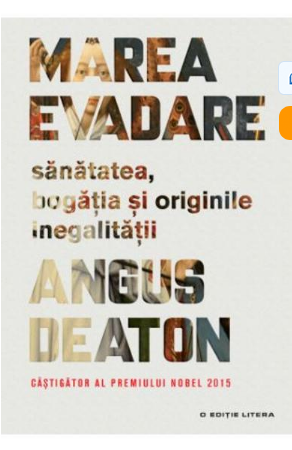 MAREA
EVADARE
sănătatea,
bogăția și originile
inegalității
ANGUS
DEATON
CÂȘTIGĂTOR AL PREMIULUI NOBEL 2015
O EDIȚIE LITERA